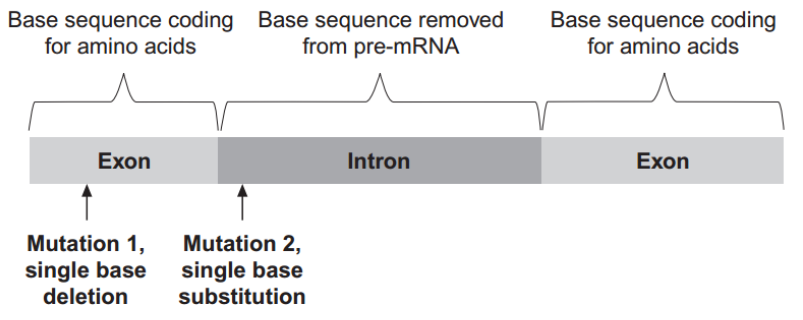 Base sequence coding
for amino acids
Base sequence removed
from pre-mRNA
Base sequence coding
for amino acids
Exon
Intron
Exon
Mutation 1,
single base
deletion
Mutation 2,
single base
substitution